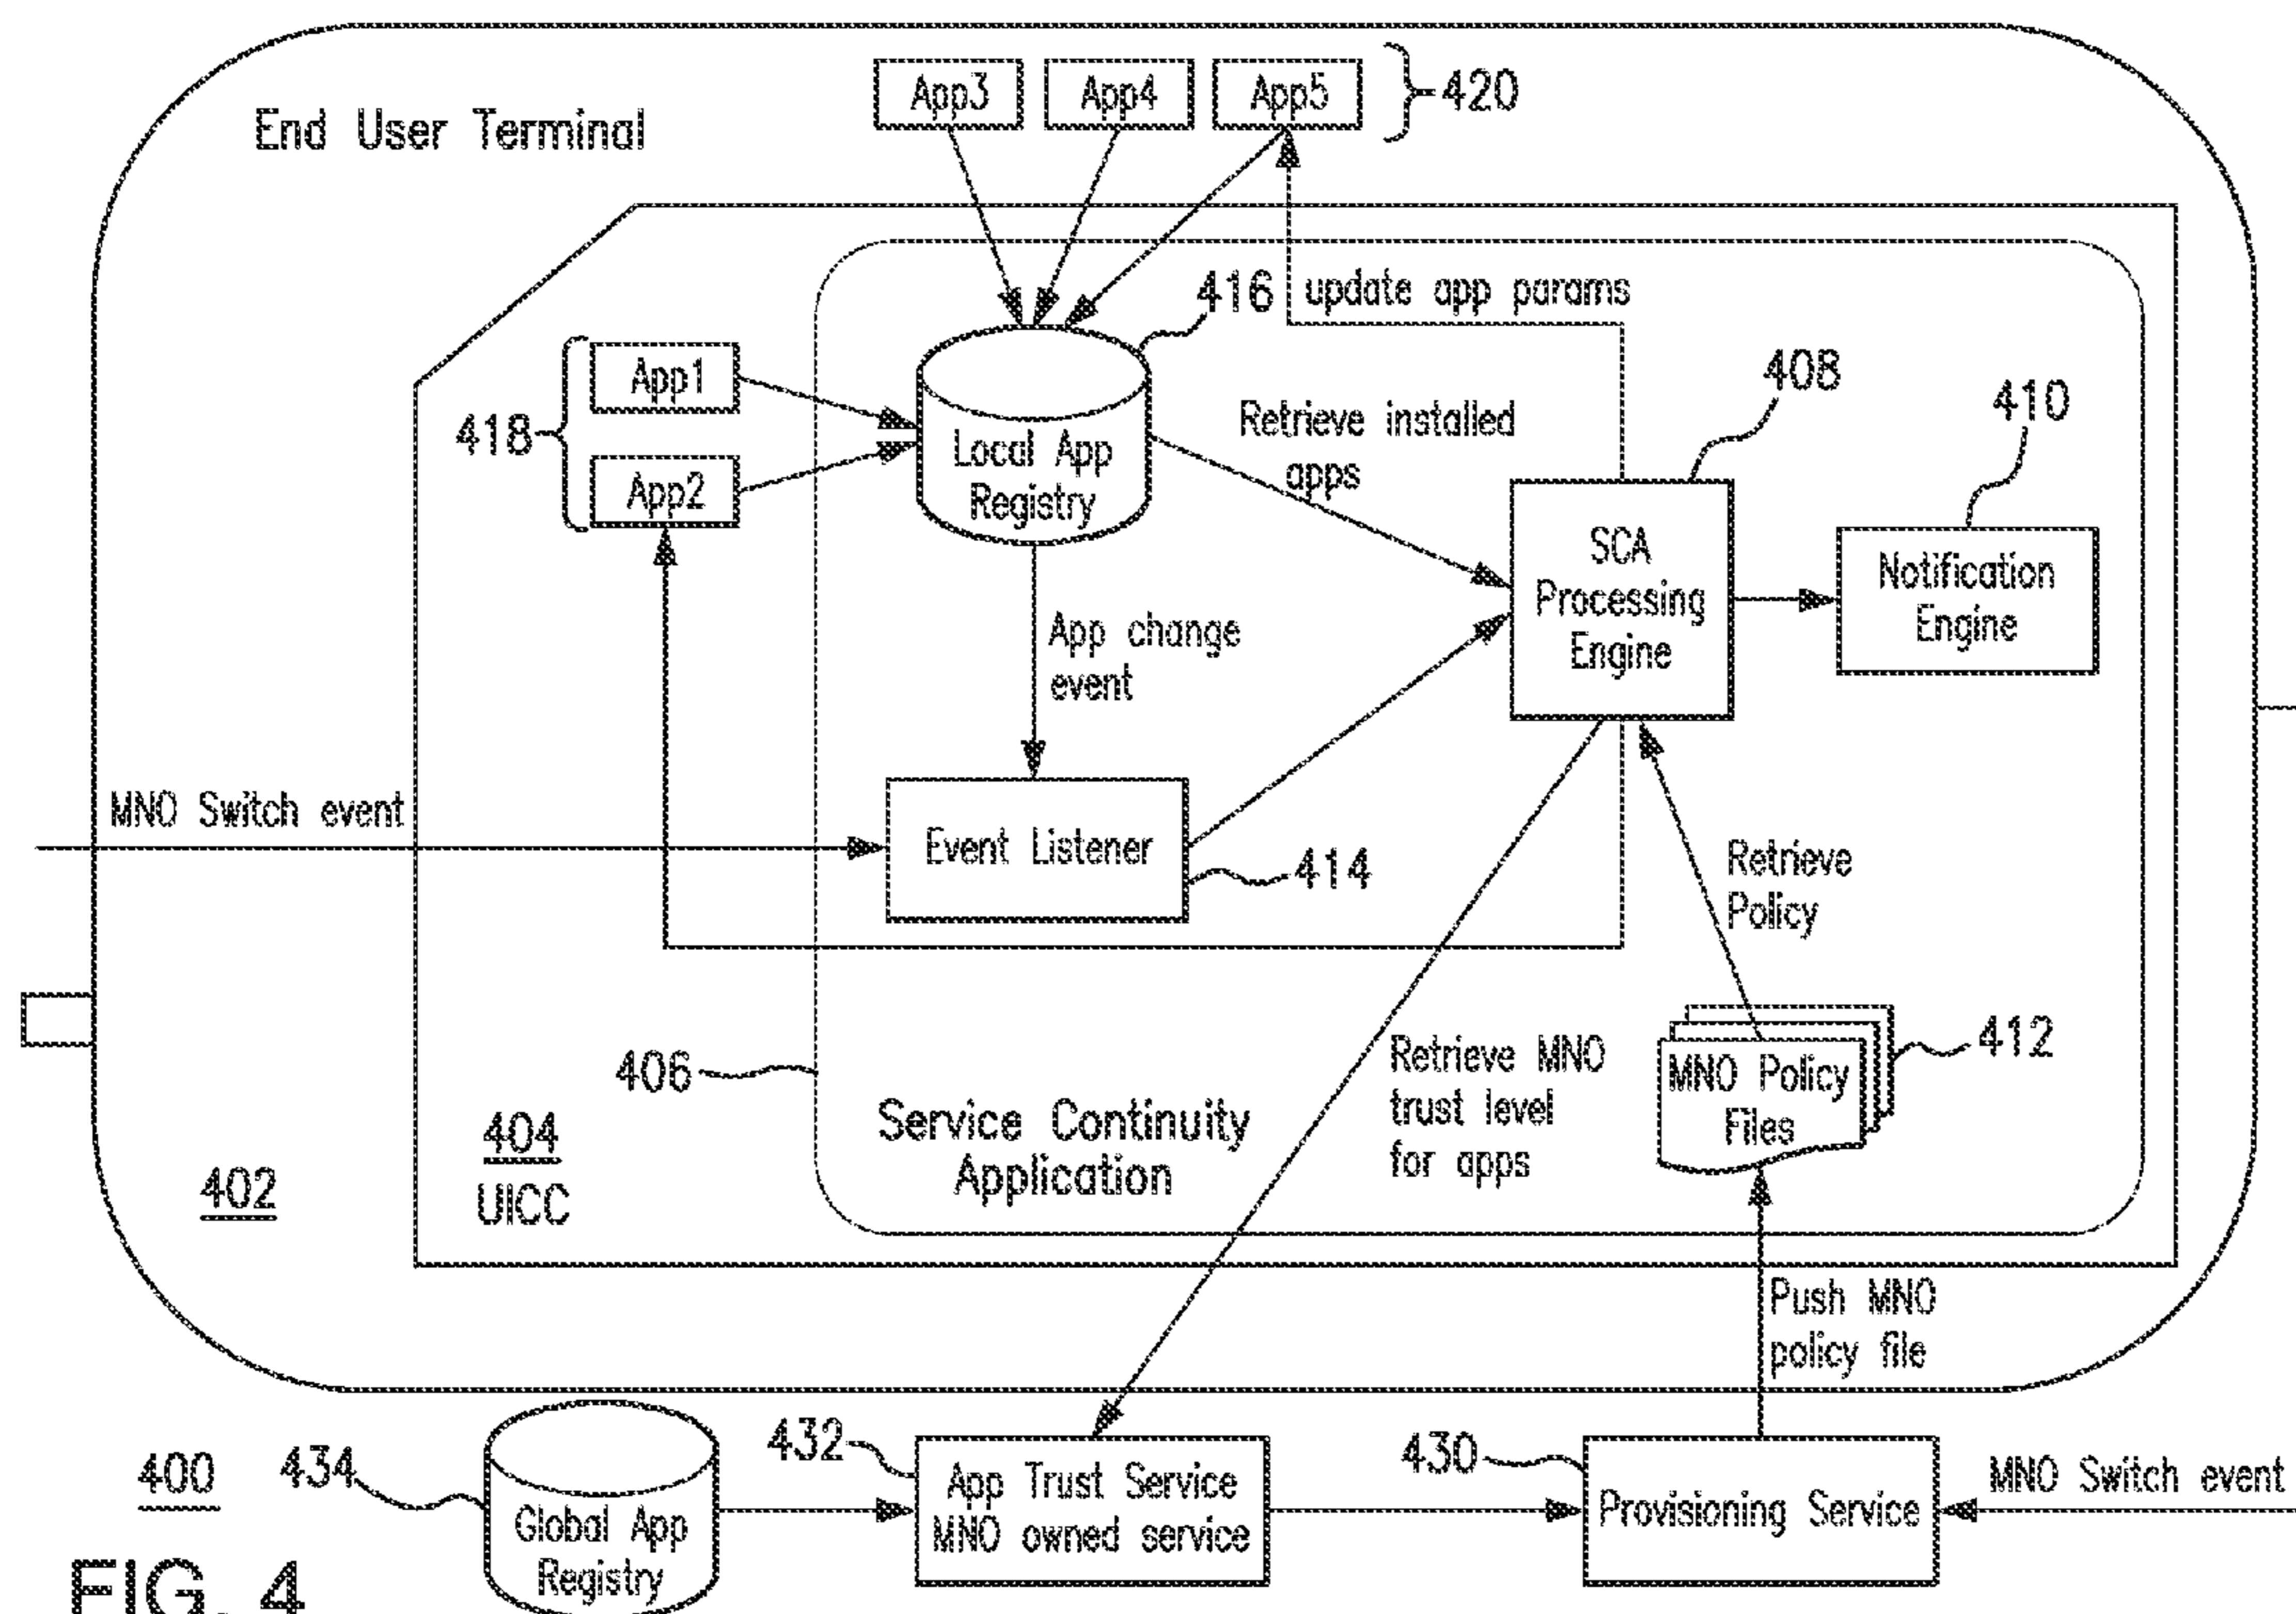 App3
App4
App5
420
End User Terminal
416
update app params
408
410
App1
418
App2
Local App
Registry
Retrieve installed
apps
SCA
Processing
Engine
Notification
Engine
App change
event
MNO Switch event
Event Listener
414
Retrieve
Policy
412
MNO Policy
Files
Retrieve MNO
trust level
for apps
406
Service Continuity
Application
404
UICC
402
Push MNO
policy file
400
434
Global App
Registry
432
App Trust Service
MNO owned service
430
Provisioning Service
MNO Switch event
FIG. 4